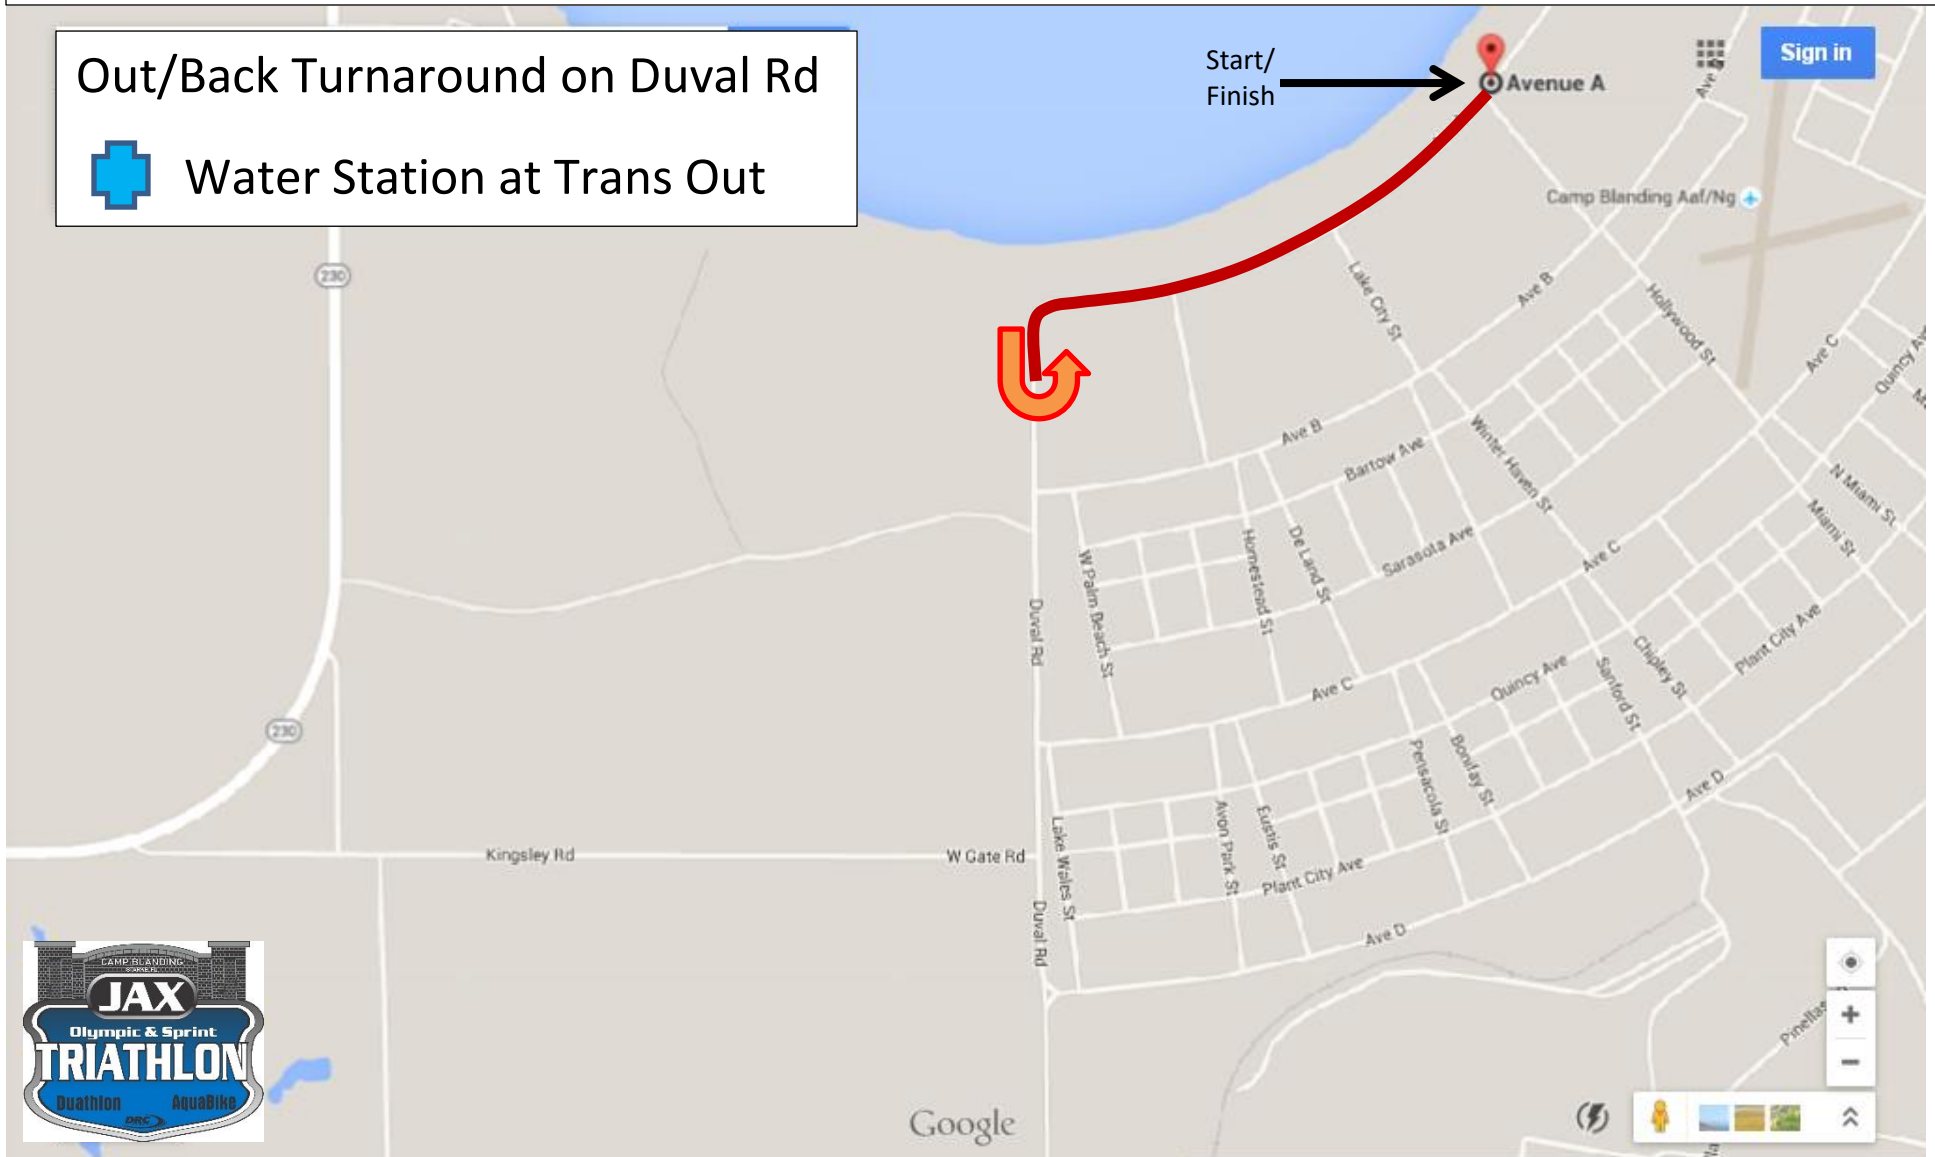 Out/Back Turnaround on Duval Rd
Water Station at Trans Out
Start/
Finish
Avenue A
Sign in
Camp Blanding Aaf/Ng
230
Lake City St
Ave B
Hollywood St
Ave C
Quincy Ave
Ave B
Bartow Ave
Winter Haven St
N Miami St
Miami St
Homestead St
De Land St
Sarasota Ave
Ave C
W Palm Beach St
Duval Rd
Plant City Ave
Chipley St
Sanford St
Quincy Ave
Ave C
230
Pensacola St
Bonifay St
Ave D
Avon Park St
Eustis St
Lake Wales St
Kingsley Rd
W Gate Rd
Plant City Ave
Duval Rd
Ave D
CAMP BLANDING
STARKE, FL
JAX
Olympic & Sprint
TRIATHLON
Duathlon AquaBike
DRC
Google